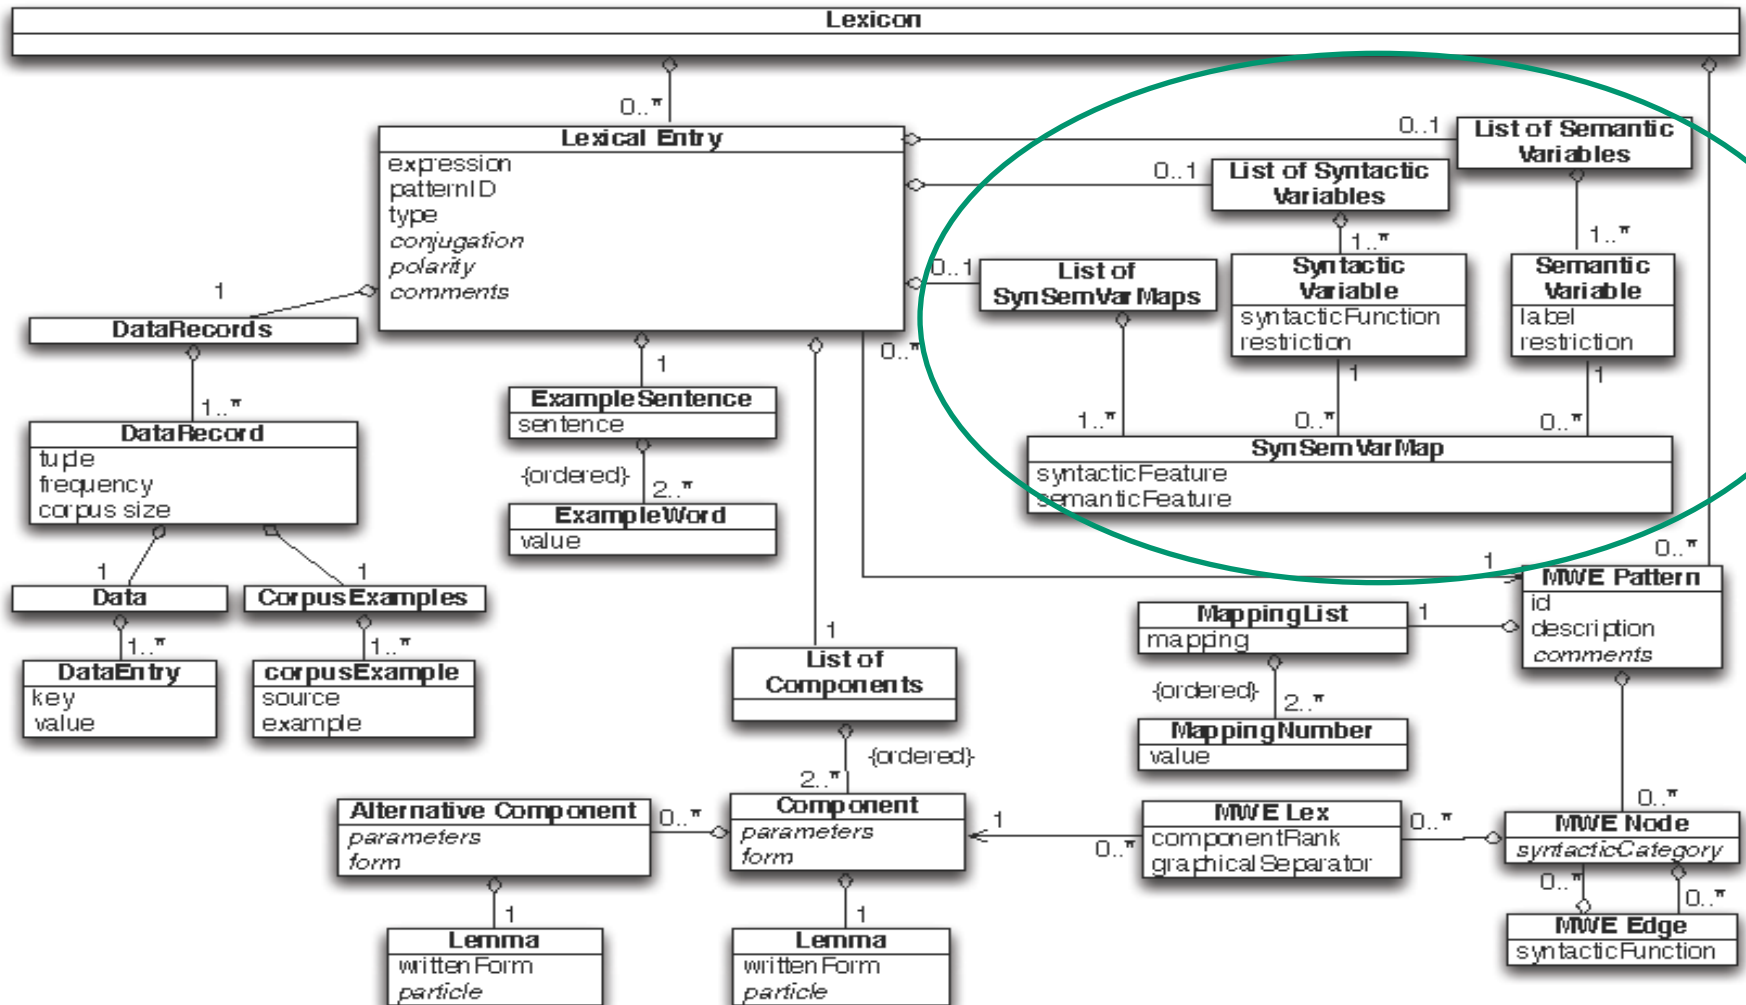 Lexicon
0..*
Lexical Entry
expression
patternID
type
conjugation
polarity
comments
0..1
List of Semantic
Variables
0..1
List of Syntactic
Variables
1..*
1..*
0..1
List of
SynSemVarMaps
Syntactic
Variable
syntacticFunction
restriction
Semantic
Variable
label
restriction
1
1
1..*
0..*
0..*
SynSemVarMap
syntacticFeature
semanticFeature
1
DataRecords
1..*
DataRecord
tuple
frequency
corpus size
1
1
Data
CorpusExamples
1..*
1..*
DataEntry
key
value
corpusExample
source
example
1
ExampleSentence
sentence
{ordered}
2..*
ExampleWord
value
0..*
1
0..*
MWE Pattern
id
description
comments
1
MappingList
mapping
{ordered}
2..*
MappingNumber
value
1
List of
Components
{ordered}
2..*
Alternative Component
parameters
form
0..*
Component
parameters
form
1
0..*
MWE Lex
componentRank
graphicalSeparator
0..*
0..*
MWE Node
syntacticCategory
0..*
0..*
MWE Edge
syntacticFunction
1
Lemma
writtenForm
particle
1
Lemma
writtenForm
particle